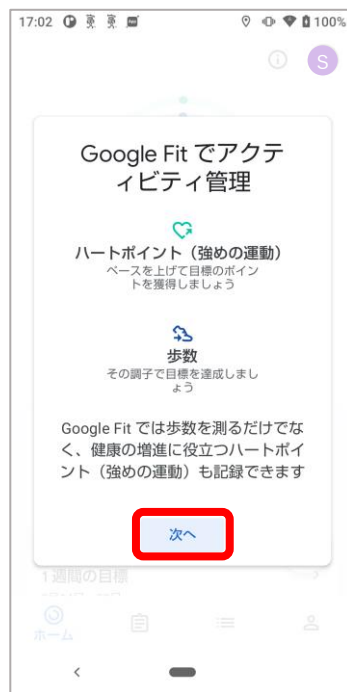 17:02
100%
S
Google Fit でアクテ
ィビティ管理
ハートポイント（強めの運動）
ペースを上げて目標のポイン
トを獲得しましょう
歩数
その調子で目標を達成しまし
ょう
Google Fit では歩数を測るだけでな
く、健康の増進に役立つハートポイ
ント（強めの運動）も記録できます
次へ
1 週間の目標
ホーム